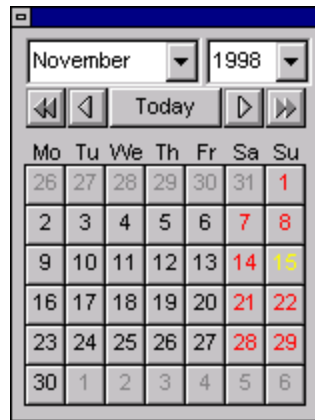 November 1998
Today
Mo Tu We Th Fr Sa Su
26 27 28 29 30 31 1
2 3 4 5 6 7 8
9 10 11 12 13 14 15
16 17 18 19 20 21 22
23 24 25 26 27 28 29
30 1 2 3 4 5 6